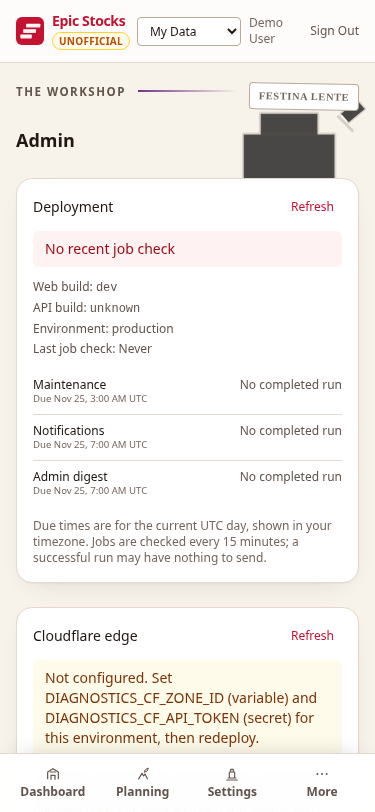 Epic Stocks
UNOFFICIAL
My Data
Demo
User
Sign Out
THE WORKSHOP
FESTINA LENTE
Admin
Deployment
Refresh
No recent job check
Web build: dev
API build: unknown
Environment: production
Last job check: Never
Maintenance
No completed run
Due Nov 25, 3:00 AM UTC
Notifications
No completed run
Due Nov 25, 7:00 AM UTC
Admin digest
No completed run
Due Nov 25, 7:00 AM UTC
Due times are for the current UTC day, shown in your
timezone. Jobs are checked every 15 minutes; a
successful run may have nothing to send.
Cloudflare edge
Refresh
Not configured. Set
DIAGNOSTICS_CF_ZONE_ID (variable) and
DIAGNOSTICS_CF_API_TOKEN (secret) for
this environment, then redeploy.
Dashboard
Planning
Settings
More